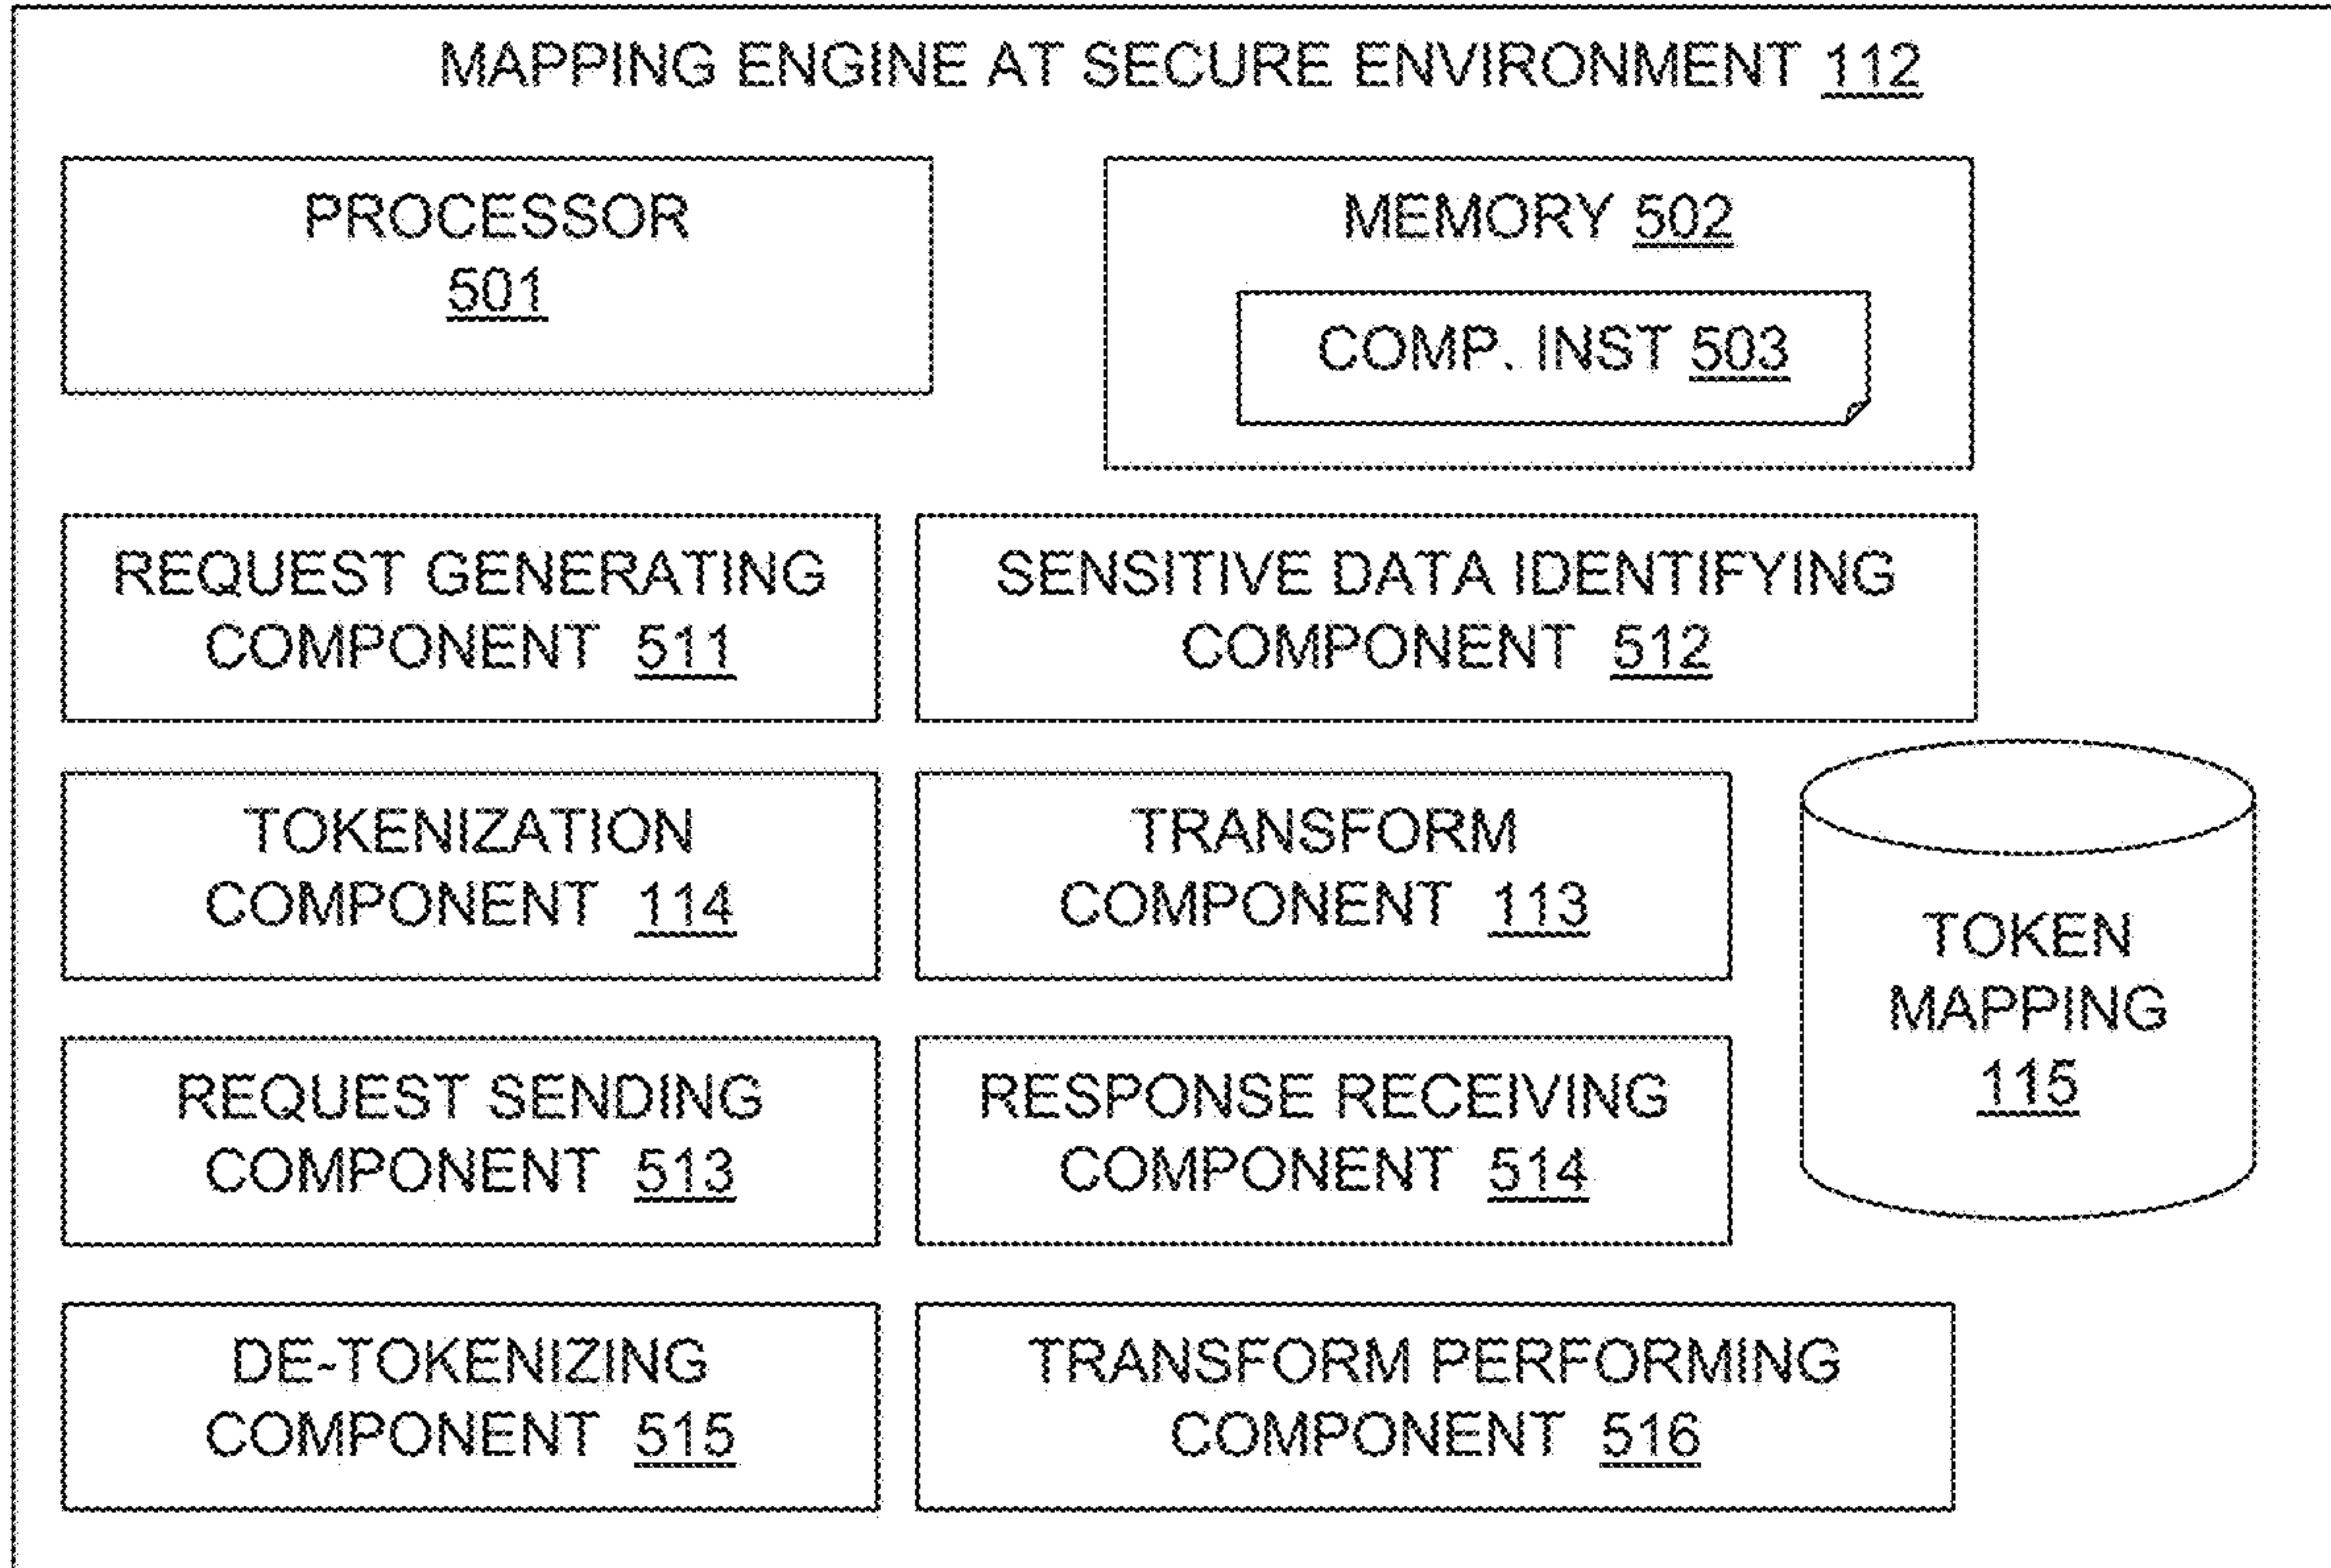 MAPPING ENGINE AT SECURE ENVIRONMENT 112
PROCESSOR
501
MEMORY 502
COMP. INST 503
REQUEST GENERATING
COMPONENT 511
SENSITIVE DATA IDENTIFYING
COMPONENT 512
TOKENIZATION
COMPONENT 114
TRANSFORM
COMPONENT 113
TOKEN
MAPPING
115
REQUEST SENDING
COMPONENT 513
RESPONSE RECEIVING
COMPONENT 514
DE-TOKENIZING
COMPONENT 515
TRANSFORM PERFORMING
COMPONENT 516